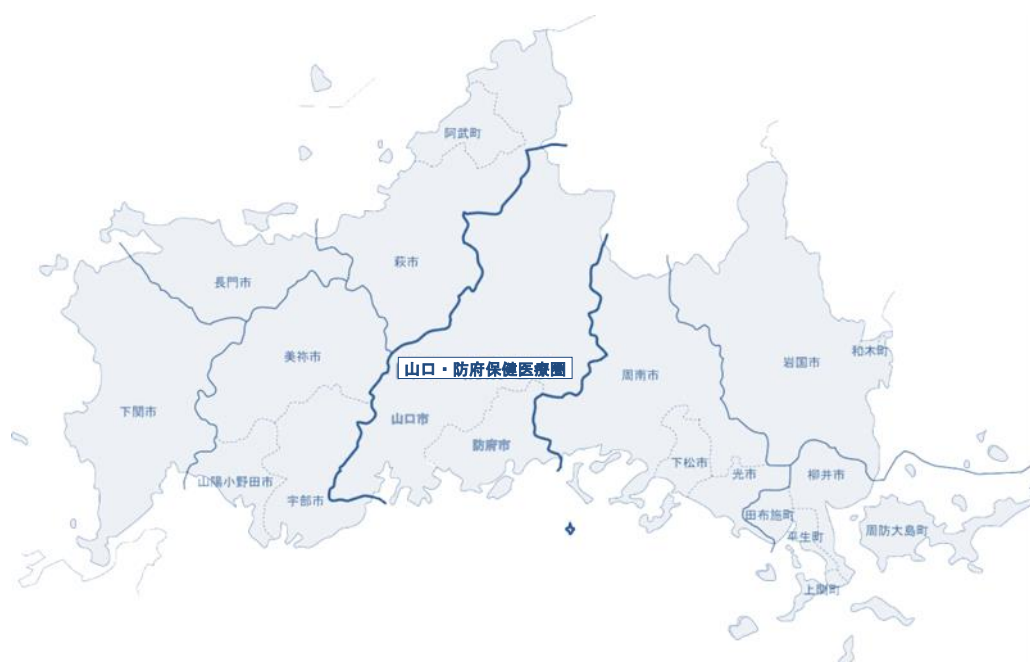 阿武町
萩市
長門市
美祢市
和木町
岩国市
山口・防府保健医療圏
周南市
下関市
山口市
防府市
下松市
光市
柳井市
山陽小野田市
宇部市
田布施町
周防大島町
平生町
上関町